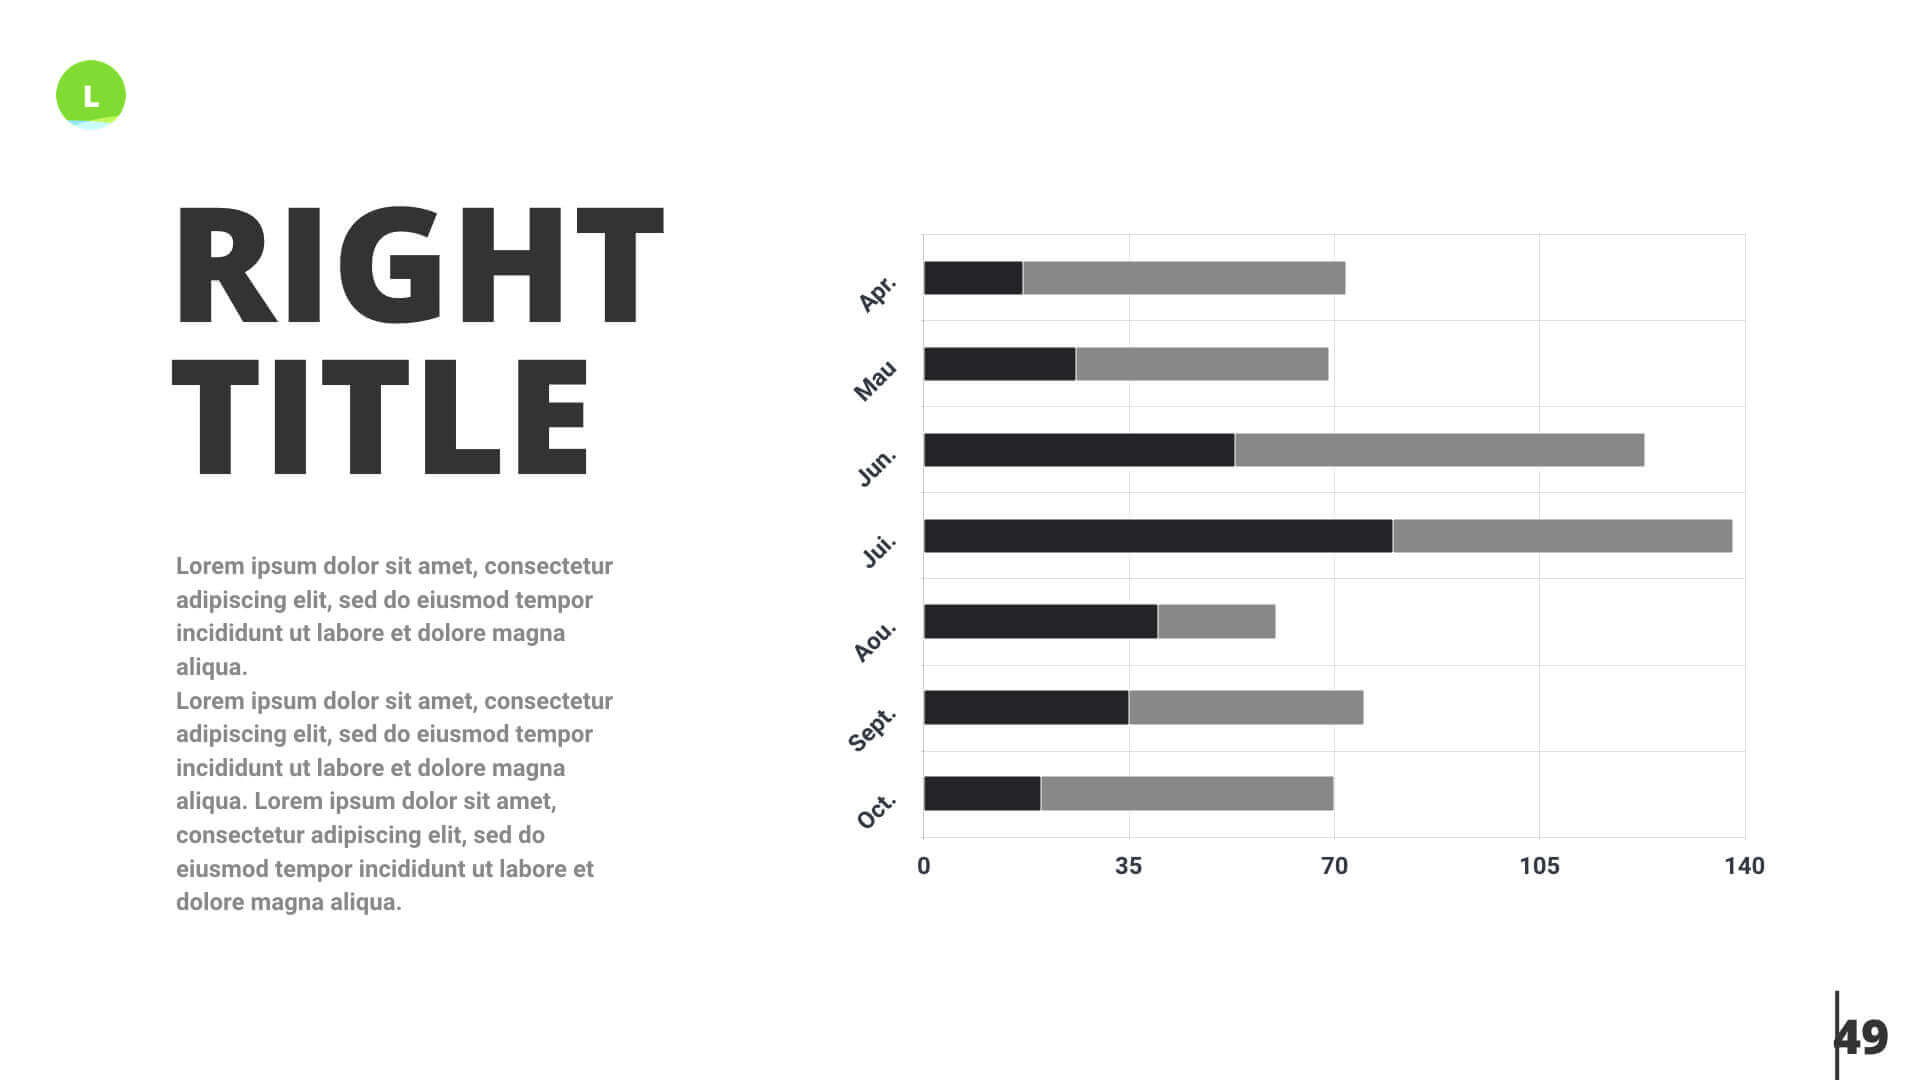 L
RIGHT
TITLE
Lorem ipsum dolor sit amet, consectetur
adipiscing elit, sed do eiusmod tempor
incididunt ut labore et dolore magna
aliqua.
Lorem ipsum dolor sit amet, consectetur
adipiscing elit, sed do eiusmod tempor
incididunt ut labore et dolore magna
aliqua. Lorem ipsum dolor sit amet,
consectetur adipiscing elit, sed do
eiusmod tempor incididunt ut labore et
dolore magna aliqua.
Apr.
Mau
Jun.
Jui.
Aou.
Sept.
Oct.
0 35 70 105 140
49